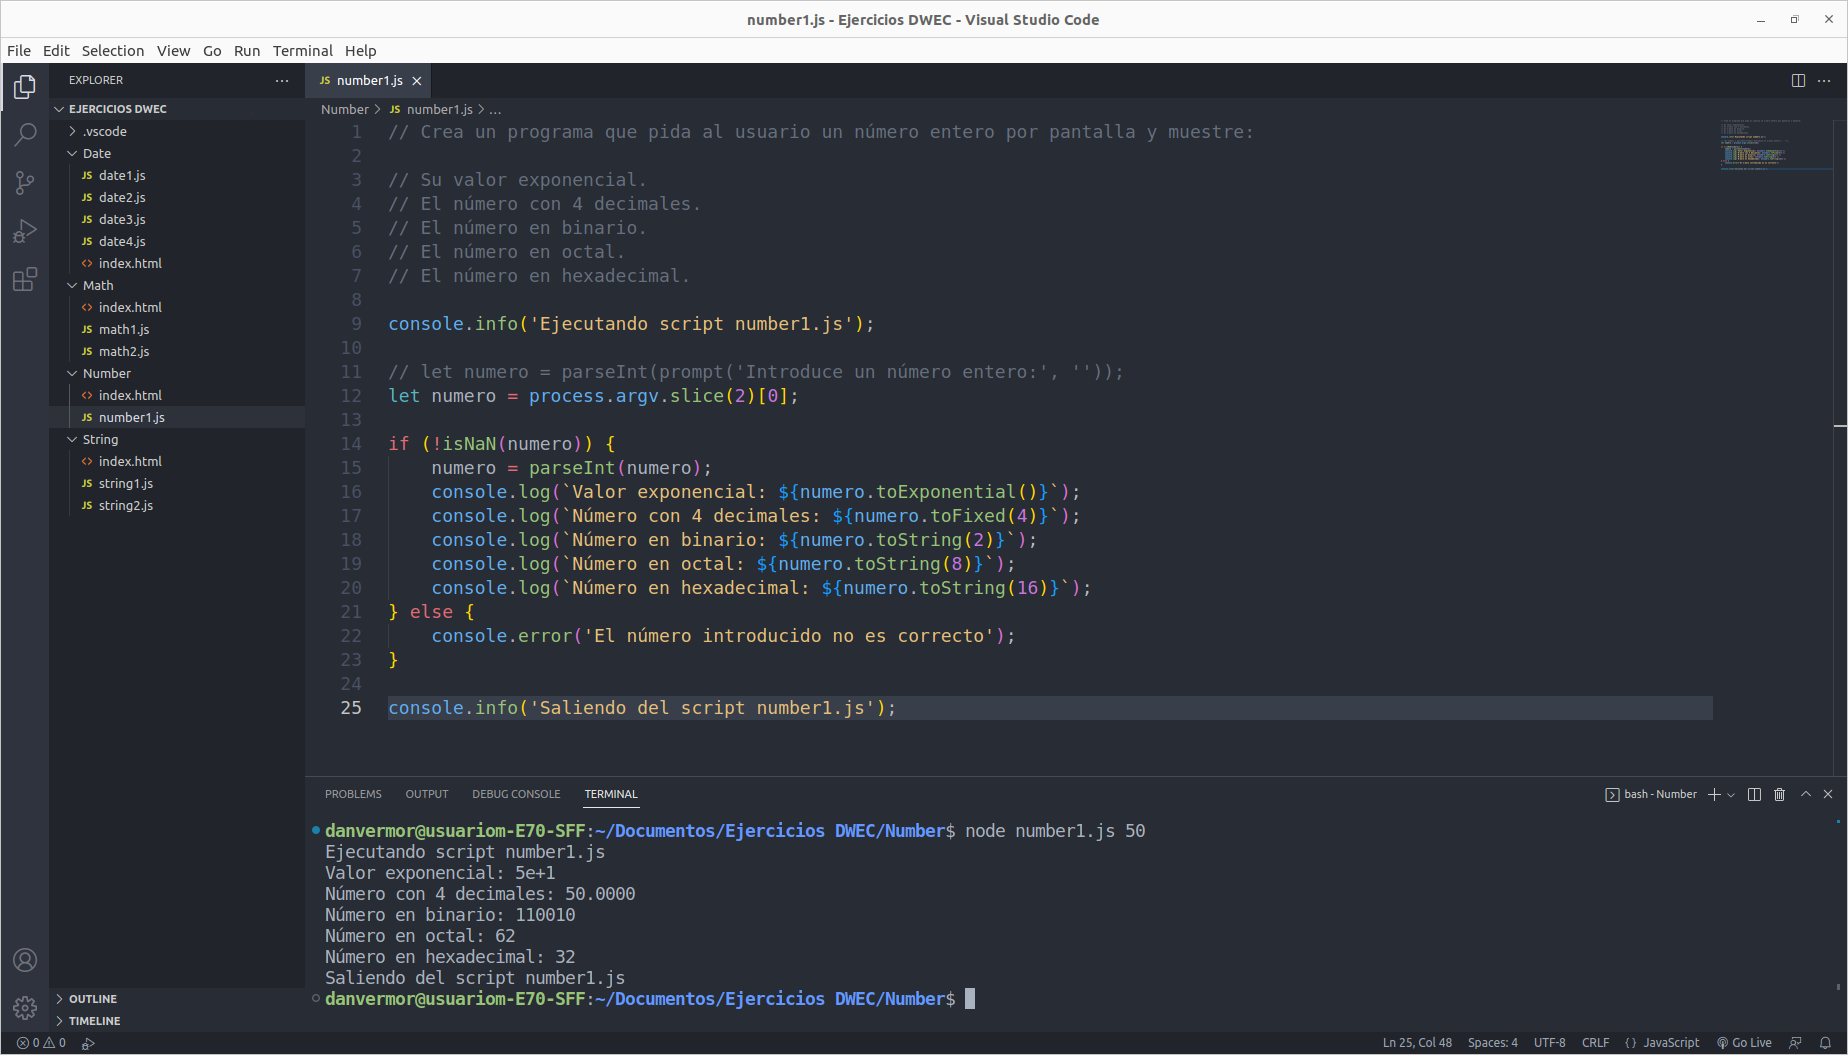 number1.js - Ejercicios DWEC - Visual Studio Code
File Edit Selection View Go Run Terminal Help
EXPLORER
EJERCICIOS DWEC
.vscode
Date
JS date1.js
JS date2.js
JS date3.js
JS date4.js
<> index.html
Math
<> index.html
JS math1.js
JS math2.js
Number
<> index.html
JS number1.js
String
<> index.html
JS string1.js
JS string2.js
OUTLINE
TIMELINE
JS number1.js
Number > JS number1.js > ...
1 // Crea un programa que pida al usuario un número entero por pantalla y muestre:
2
3 // Su valor exponencial.
4 // El número con 4 decimales.
5 // El número en binario.
6 // El número en octal.
7 // El número en hexadecimal.
8
9 console.info('Ejecutando script number1.js');
10
11 // let numero = parseInt(prompt('Introduce un número entero:', ''));
12 let numero = process.argv.slice(2)[0];
13
14 if (!isNaN(numero)) {
15 numero = parseInt(numero);
16 console.log(`Valor exponencial: ${numero.toExponential()}`);
17 console.log(`Número con 4 decimales: ${numero.toFixed(4)}`);
18 console.log(`Número en binario: ${numero.toString(2)}`);
19 console.log(`Número en octal: ${numero.toString(8)}`);
20 console.log(`Número en hexadecimal: ${numero.toString(16)}`);
21 } else {
22 console.error('El número introducido no es correcto');
23 }
24
25 console.info('Saliendo del script number1.js');
PROBLEMS OUTPUT DEBUG CONSOLE TERMINAL
bash - Number
danvermor@usuariom-E70-SFF:~/Documentos/Ejercicios DWEC/Number$ node number1.js 50
Ejecutando script number1.js
Valor exponencial: 5e+1
Número con 4 decimales: 50.0000
Número en binario: 110010
Número en octal: 62
Número en hexadecimal: 32
Saliendo del script number1.js
danvermor@usuariom-E70-SFF:~/Documentos/Ejercicios DWEC/Number$
0 0
Ln 25, Col 48 Spaces: 4 UTF-8 CRLF {} JavaScript Go Live